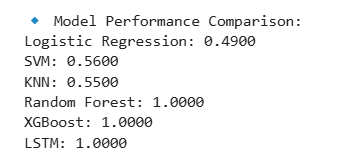 🔹 Model Performance Comparison:
Logistic Regression: 0.4900
SVM: 0.5600
KNN: 0.5500
Random Forest: 1.0000
XGBoost: 1.0000
LSTM: 1.0000